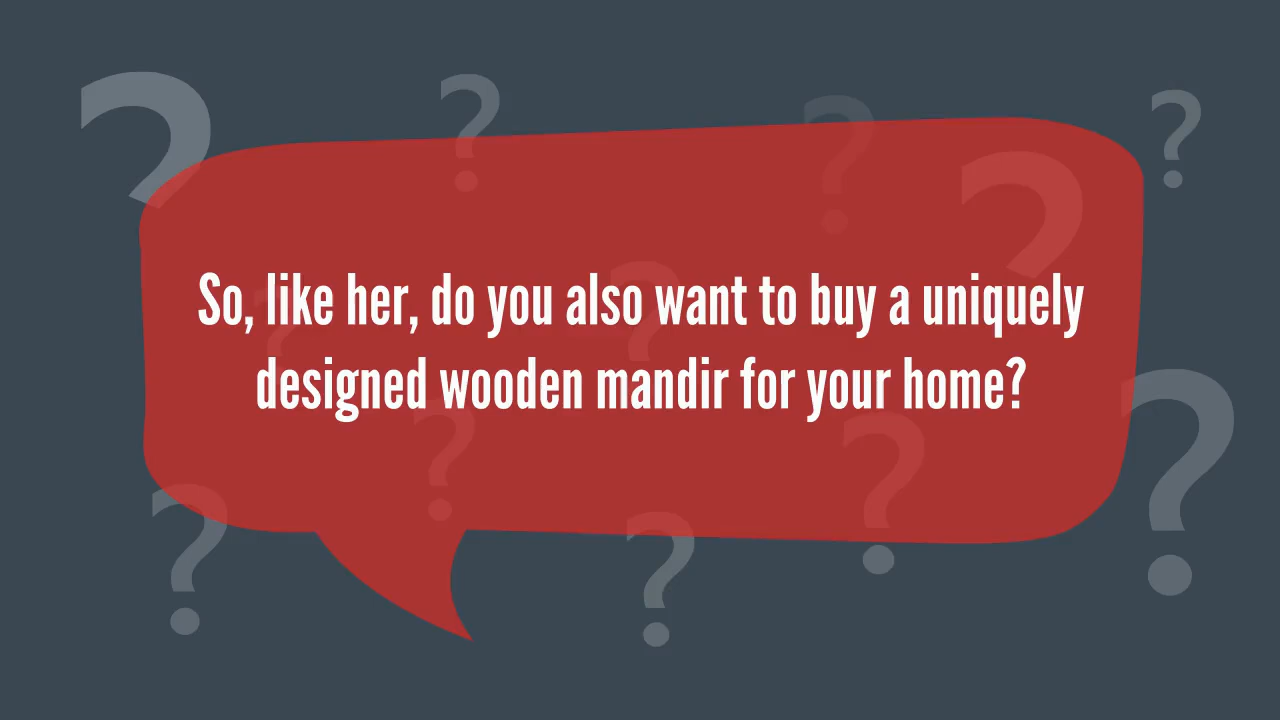 So, like her, do you also want to buy a uniquely
designed wooden mandir for your home?